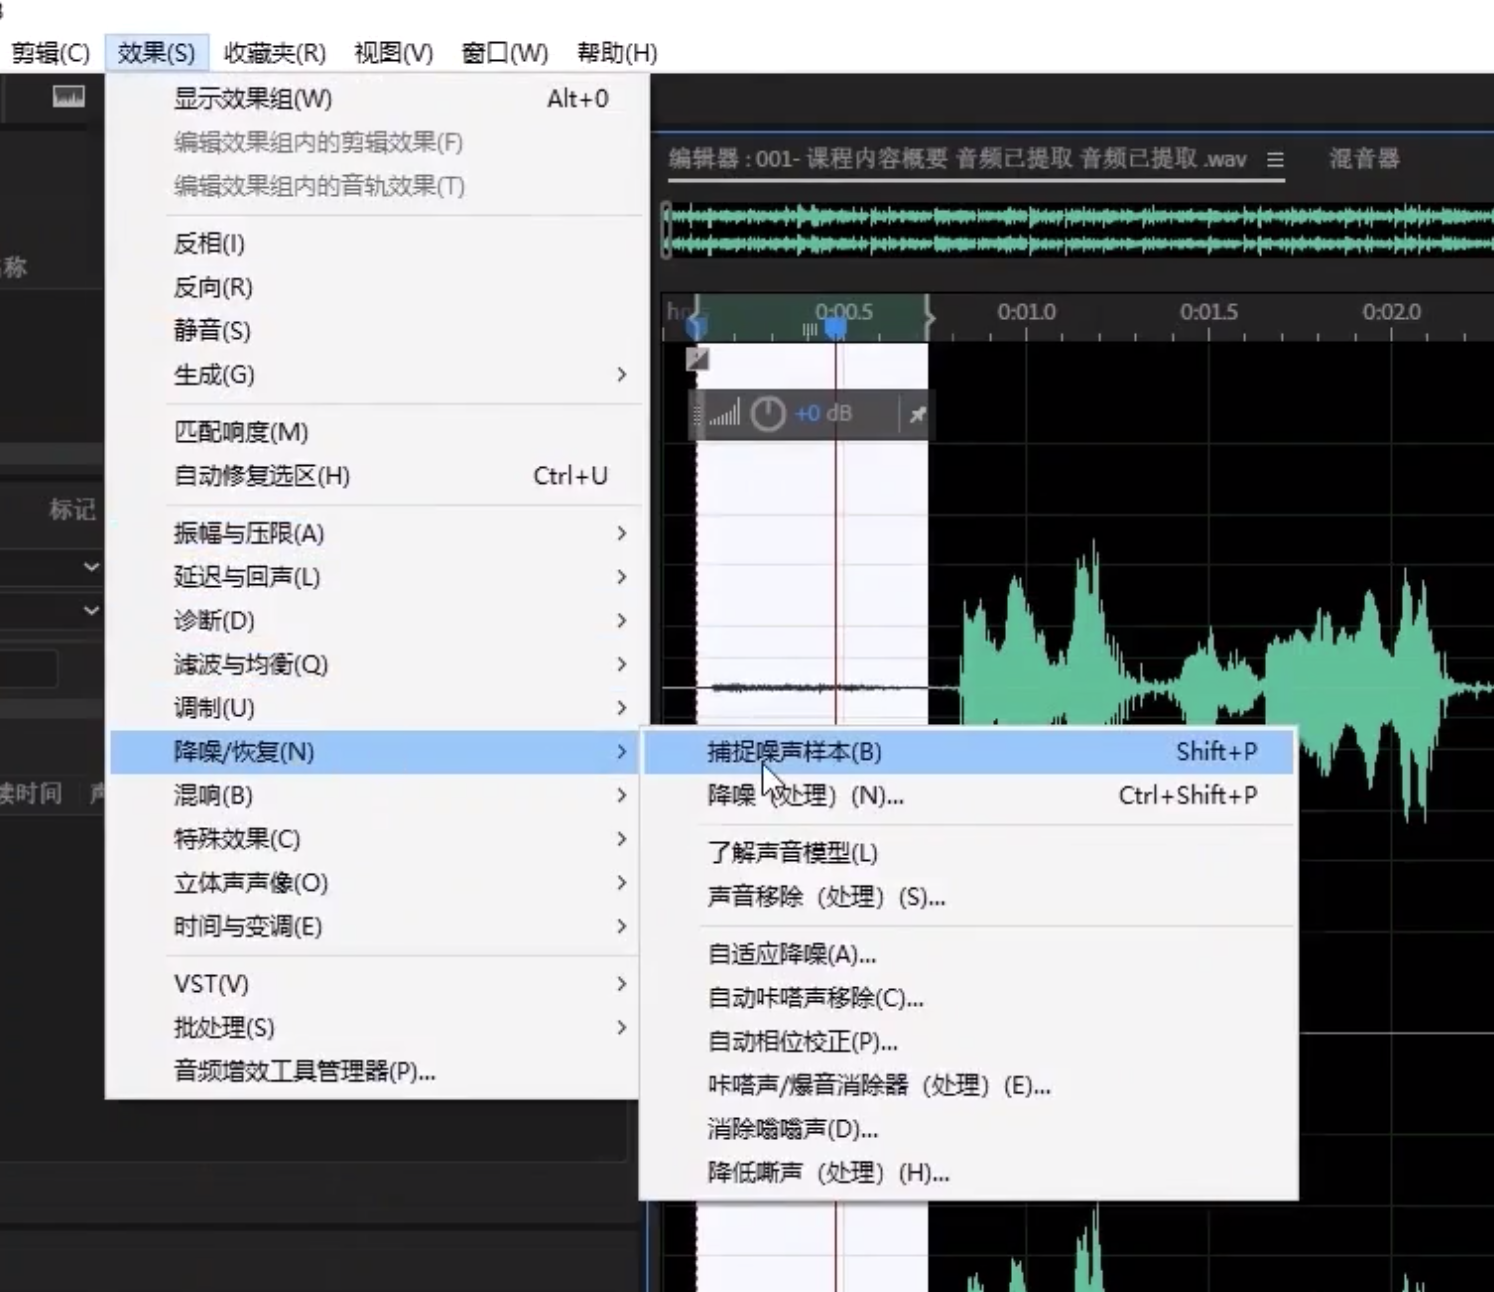 剪辑(C) 效果(S) 收藏夹(R) 视图(V) 窗口(W) 帮助(H)
显示效果组(W) Alt+0
编辑效果组内的剪辑效果(F)
编辑效果组内的音轨效果(T)
反相(I)
反向(R)
静音(S)
生成(G)
匹配响度(M)
自动修复选区(H) Ctrl+U
振幅与压限(A)
延迟与回声(L)
诊断(D)
滤波与均衡(Q)
调制(U)
降噪/恢复(N)
混响(B)
特殊效果(C)
立体声声像(O)
时间与变调(E)
VST(V)
批处理(S)
音频增效工具管理器(P)...
捕捉噪声样本(B) Shift+P
降噪（处理）(N)... Ctrl+Shift+P
了解声音模型(L)
声音移除（处理）(S)...
自适应降噪(A)...
自动咔嗒声移除(C)...
自动相位校正(P)...
咔嗒声/爆音消除器（处理）(E)...
消除嗡嗡声(D)...
降低嘶声（处理）(H)...
编辑器：001- 课程内容概要 音频已提取 音频已提取 .wav 混音器
0:00.5 0:01.0 0:01.5 0:02.0
+0 dB
称
标记
续时间 声